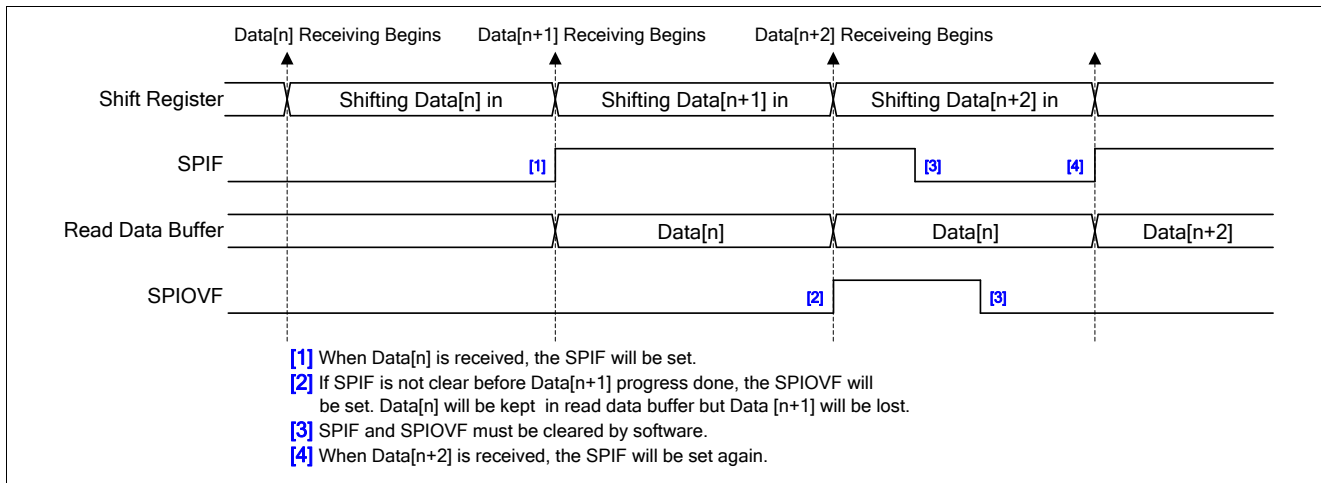 Data[n] Receiving Begins Data[n+1] Receiving Begins Data[n+2] Receiveing Begins
Shift Register Shifting Data[n] in Shifting Data[n+1] in Shifting Data[n+2] in
SPIF [1] [3] [4]
Read Data Buffer Data[n] Data[n] Data[n+2]
SPIOVF [2] [3]
[1] When Data[n] is received, the SPIF will be set.
[2] If SPIF is not clear before Data[n+1] progress done, the SPIOVF will
be set. Data[n] will be kept in read data buffer but Data [n+1] will be lost.
[3] SPIF and SPIOVF must be cleared by software.
[4] When Data[n+2] is received, the SPIF will be set again.